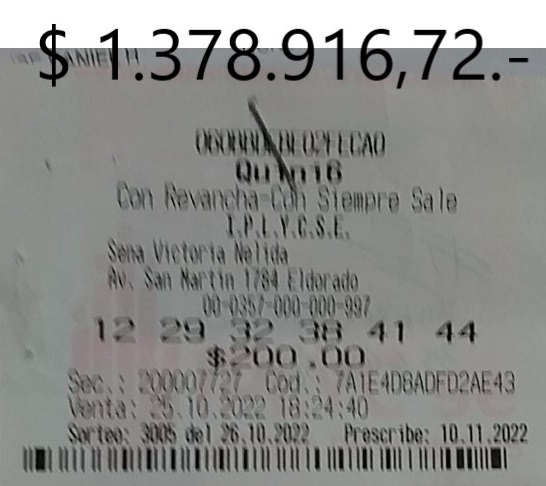 $ 1.378.916,72.-
Quini6
Con Revancha-Con Siempre Sale
I.P.L.Y.C.S.E.
Sena Victoria Nelida
Av. San Martin 1784 Eldorado
00-0357-000-000-997
12 29 32 38 41 44
$200.00
Sec.: 200007727 Cod.: 7A1E4D8ADFD2AE43
Venta: 25.10.2022 18:24:40
Sorteo: 3005 del 26.10.2022 Prescribe: 10.11.2022